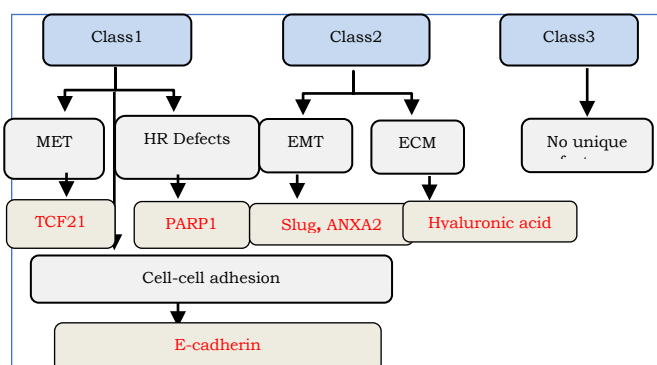 Class1
Class2
Class3
MET
HR Defects
EMT
ECM
No unique
TCF21
PARP1
Slug, ANXA2
Hyaluronic acid
Cell-cell adhesion
E-cadherin